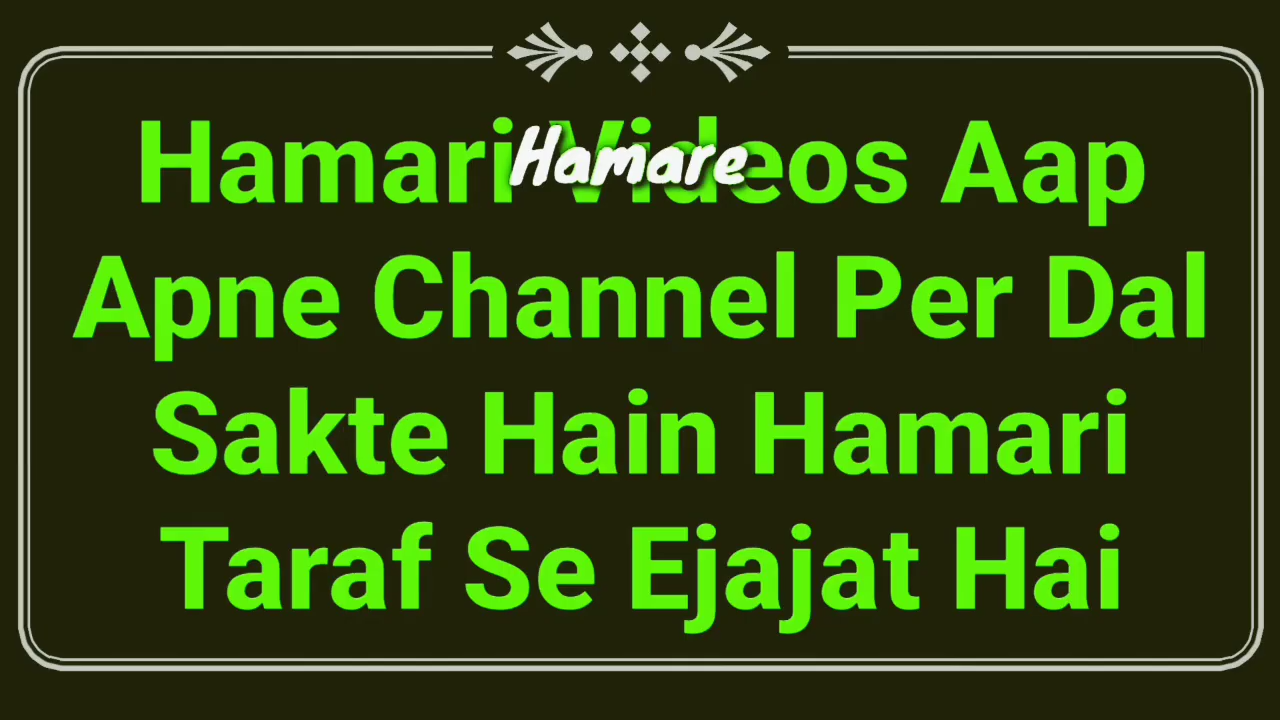 Hamari Videos Aap
Hamare
Apne Channel Per Dal
Sakte Hain Hamari
Taraf Se Ejajat Hai